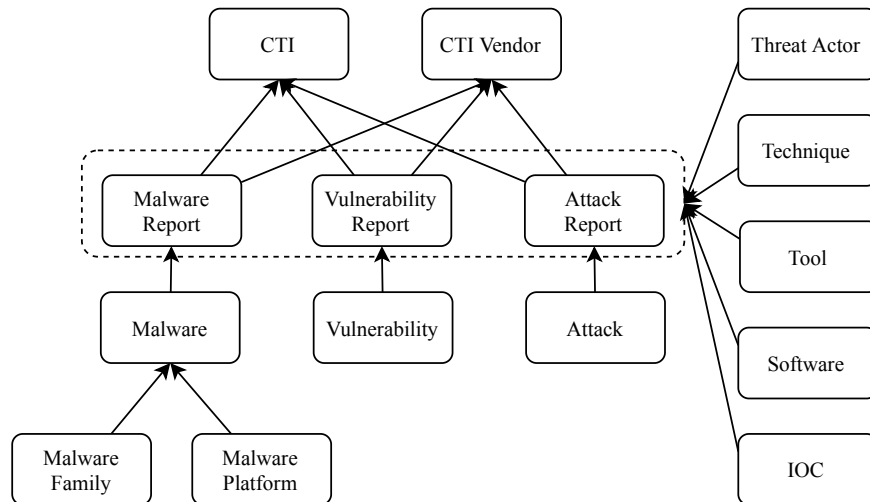 CTI
CTI Vendor
Threat Actor
Technique
Malware
Report
Vulnerability
Report
Attack
Report
Tool
Malware
Vulnerability
Attack
Software
Malware
Family
Malware
Platform
IOC